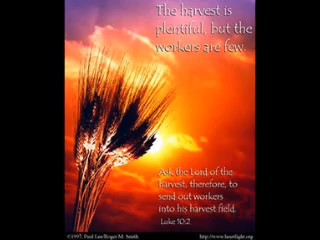 The harvest is
plentiful, but the
workers are few.
Ask the Lord of the
harvest, therefore, to
send out workers
into his harvest field.
Luke 10:2
©1997, Paul Lee/Roger M. Smith
http://www.heartlight.org